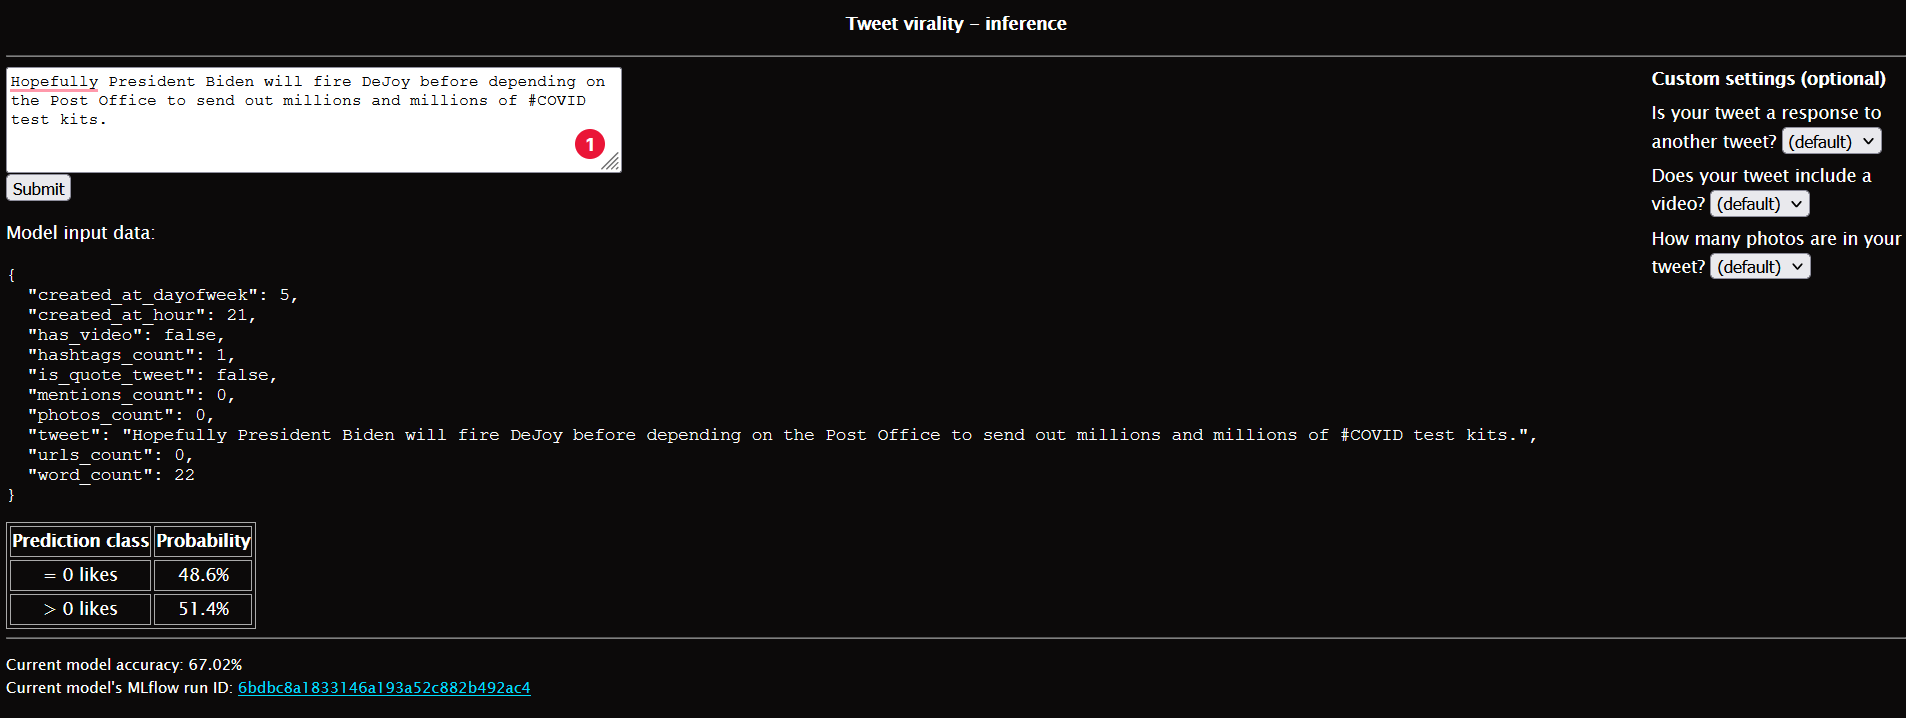 Tweet virality - inference
Hopefully President Biden will fire DeJoy before depending on
the Post Office to send out millions and millions of #COVID
test kits.
1
Submit
Custom settings (optional)
Is your tweet a response to
another tweet? (default)
Does your tweet include a
video? (default)
How many photos are in your
tweet? (default)
Model input data:
{
  "created_at_dayofweek": 5,
  "created_at_hour": 21,
  "has_video": false,
  "hashtags_count": 1,
  "is_quote_tweet": false,
  "mentions_count": 0,
  "photos_count": 0,
  "tweet": "Hopefully President Biden will fire DeJoy before depending on the Post Office to send out millions and millions of #COVID test kits.",
  "urls_count": 0,
  "word_count": 22
}
Prediction class Probability
= 0 likes 48.6%
> 0 likes 51.4%
Current model accuracy: 67.02%
Current model's MLflow run ID: 6bdbc8a1833146a193a52c882b492ac4